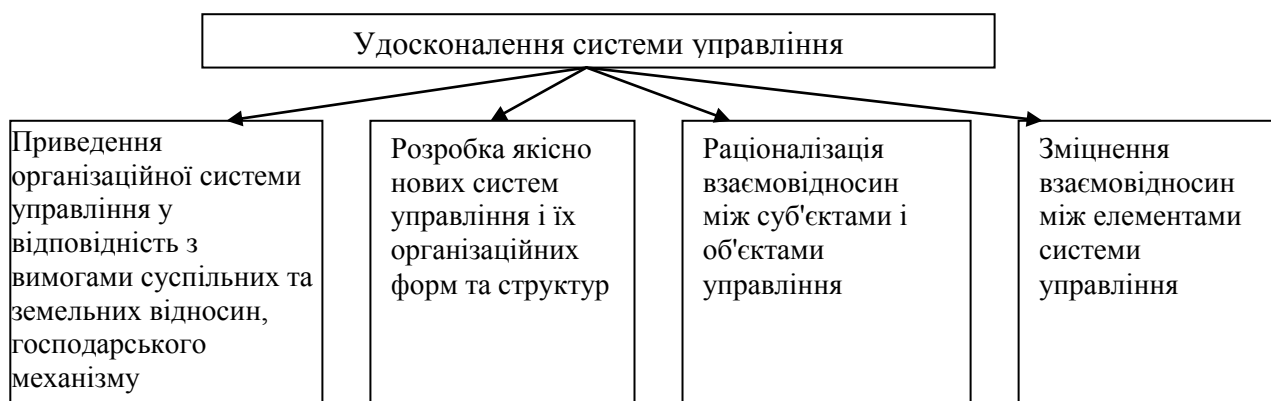 Удосконалення системи управління
Приведення
організаційної системи
управління у
відповідність з
вимогами суспільних та
земельних відносин,
господарського
механізму
Розробка якісно
нових систем
управління і їх
організаційних
форм та структур
Раціоналізація
взаємовідносин
між суб'єктами і
об'єктами
управління
Зміцнення
взаємовідносин
між елементами
системи
управління